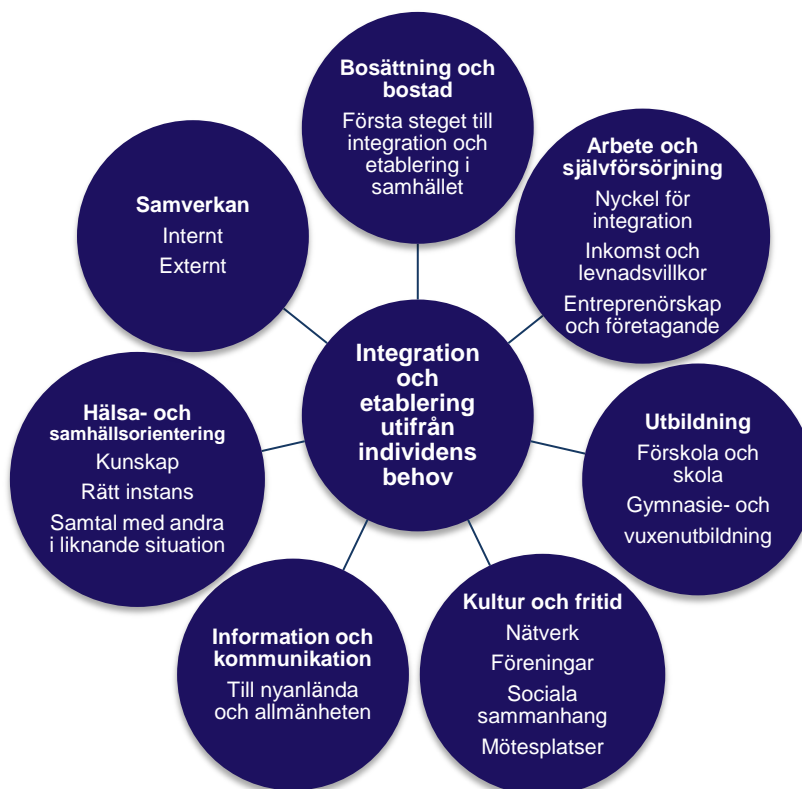 Bosättning och
bostad
Första steget till
integration och
etablering i
samhället
Arbete och
självförsörjning
Nyckel för
integration
Inkomst och
levnadsvillkor
Entreprenörskap
och företagande
Utbildning
Förskola och
skola
Gymnasie- och
vuxenutbildning
Kultur och fritid
Nätverk
Föreningar
Sociala
sammanhang
Mötesplatser
Information och
kommunikation
Till nyanlända
och allmänheten
Hälsa- och
samhällsorientering
Kunskap
Rätt instans
Samtal med andra
i liknande situation
Samverkan
Internt
Externt
Integration
och
etablering
utifrån
individens
behov